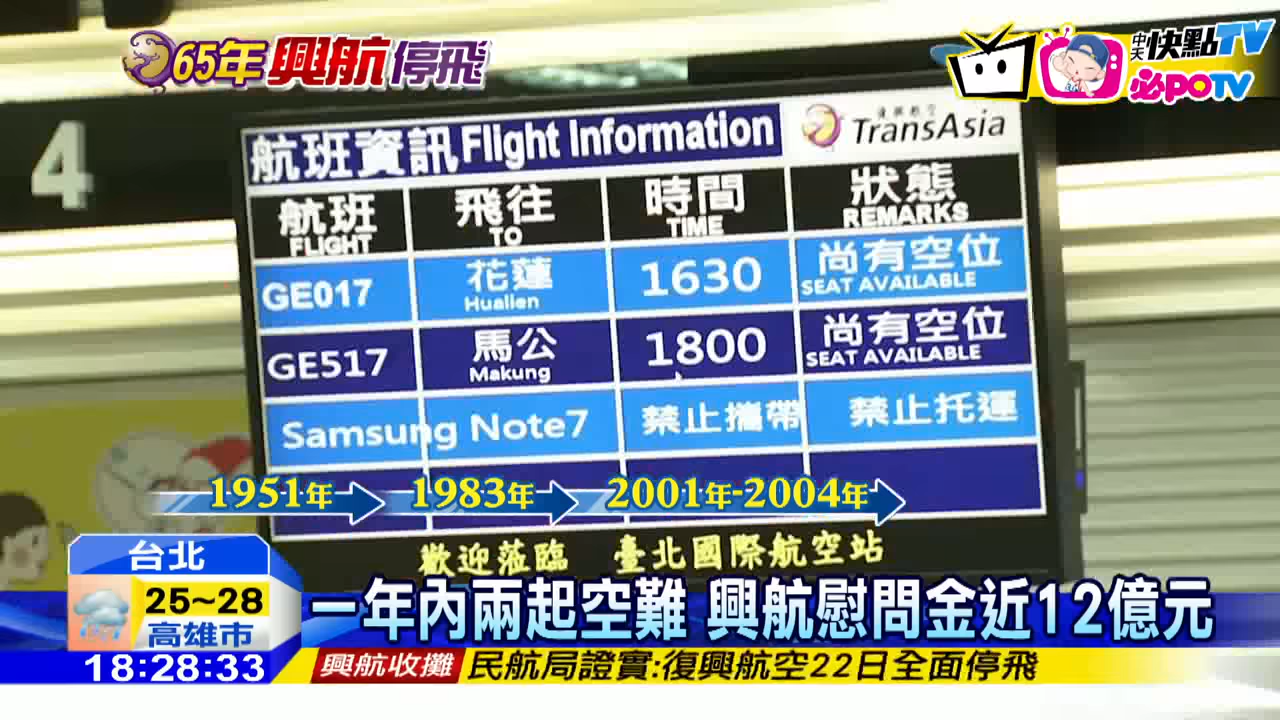 65年興航停飛
中天快點TV
必POTV
4
航班資訊 Flight Information
復興航空
TransAsia
航班 飛往 時間 狀態
FLIGHT TO TIME REMARKS
GE017 花蓮 1630 尚有空位
Hualien SEAT AVAILABLE
GE517 馬公 1800 尚有空位
Makung SEAT AVAILABLE
Samsung Note7 禁止攜帶 禁止托運
1951年 1983年 2001年-2004年
歡迎蒞臨 臺北國際航空站
台北
25~28
高雄市
18:28:33
一年內兩起空難 興航慰問金近12億元
興航收攤 民航局證實:復興航空22日全面停飛